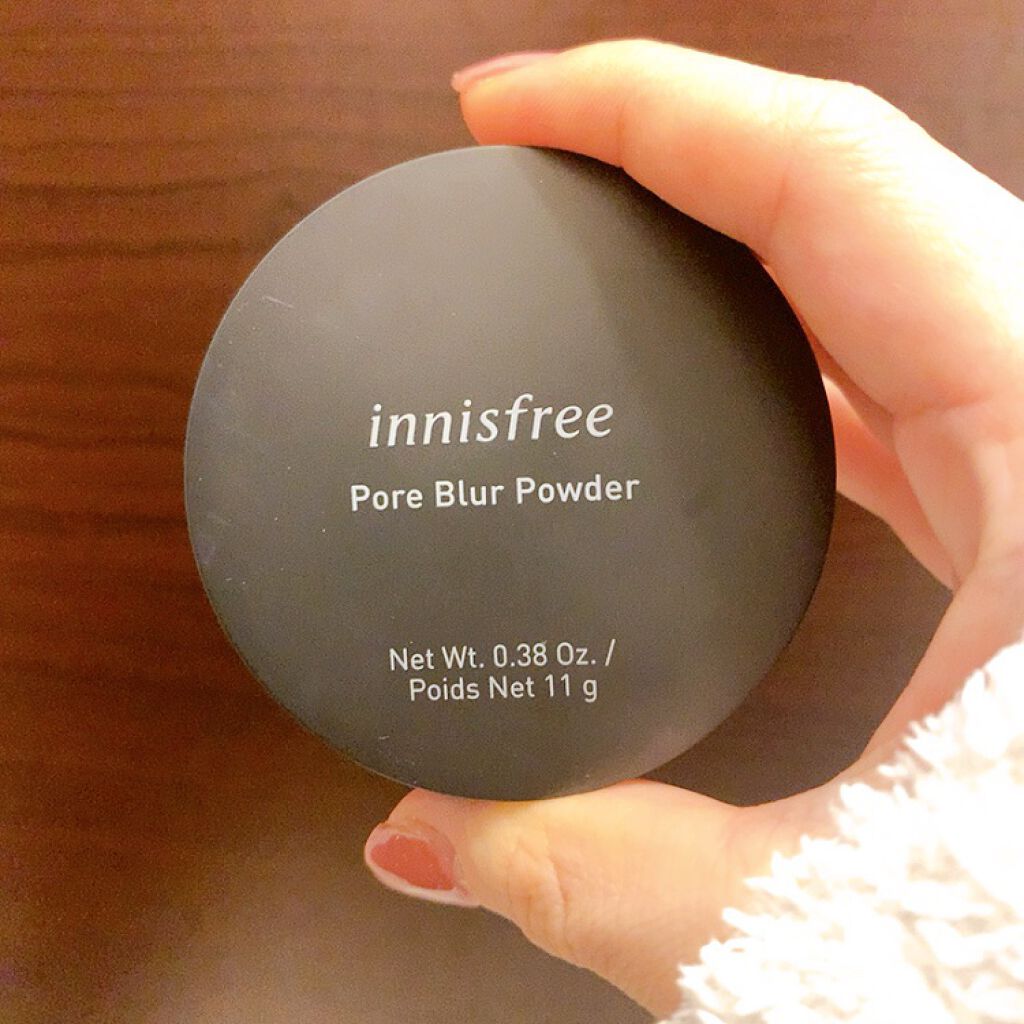 innisfree
Pore Blur Powder
Net Wt. 0.38 Oz. /
Poids Net 11 g